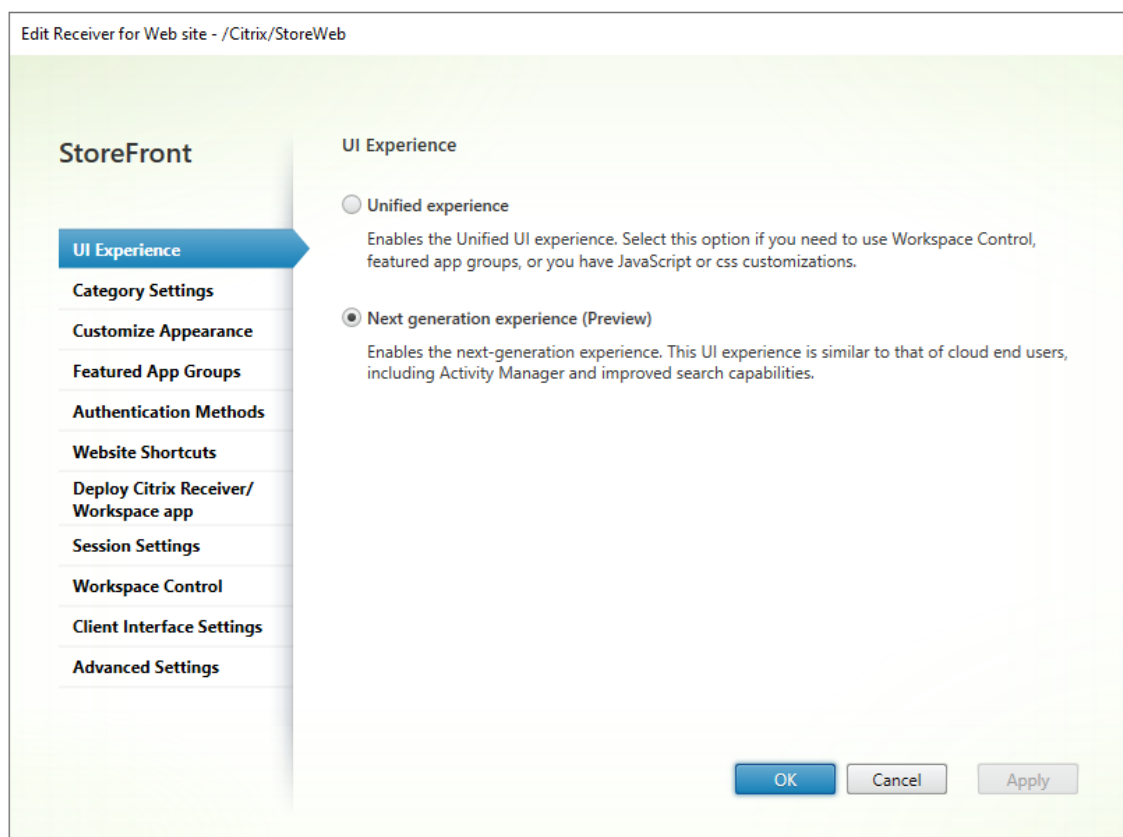 Edit Receiver for Web site - /Citrix/StoreWeb
StoreFront
UI Experience
Category Settings
Customize Appearance
Featured App Groups
Authentication Methods
Website Shortcuts
Deploy Citrix Receiver/
Workspace app
Session Settings
Workspace Control
Client Interface Settings
Advanced Settings
UI Experience
Unified experience
Enables the Unified UI experience. Select this option if you need to use Workspace Control,
featured app groups, or you have JavaScript or css customizations.
Next generation experience (Preview)
Enables the next-generation experience. This UI experience is similar to that of cloud end users,
including Activity Manager and improved search capabilities.
OK
Cancel
Apply